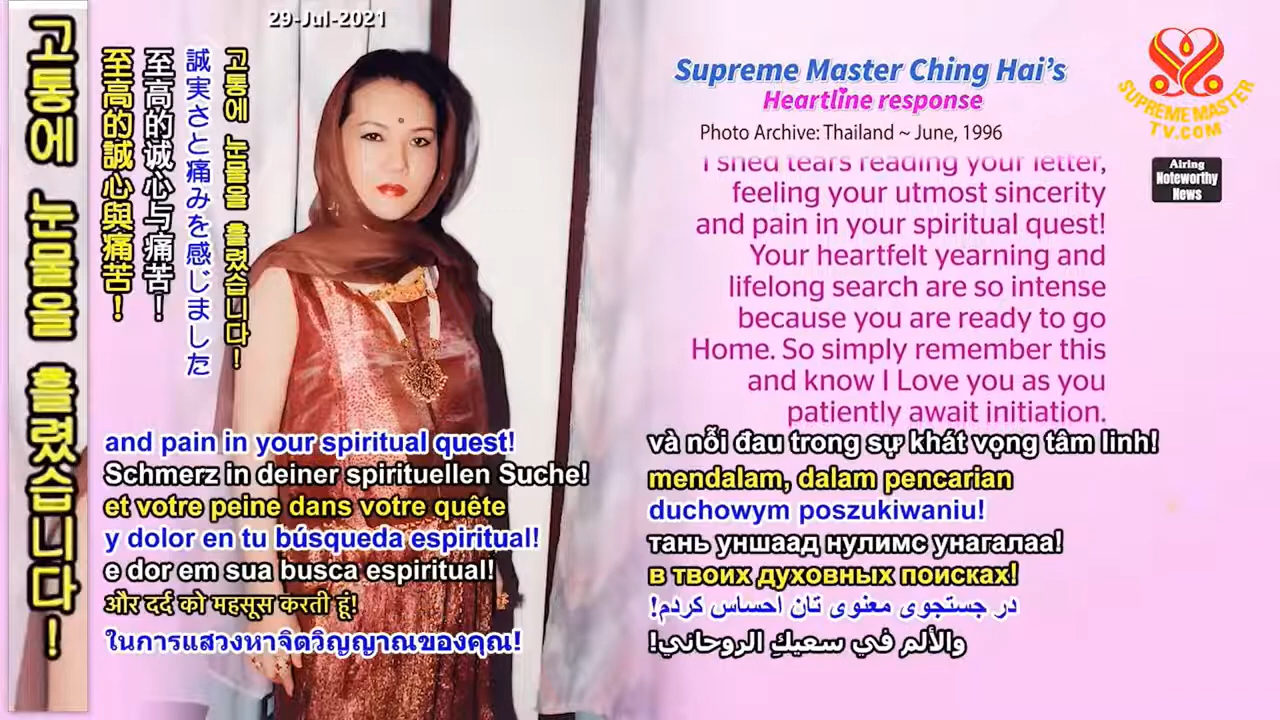 29-Jul-2021
고통에 눈물을 흘렸습니다!
至高的誠心與痛苦!
至高的诚心与痛苦!
誠実さと痛みを感じました
고통에 눈물을 흘렸습니다!
Supreme Master Ching Hai's
Heartline response
Photo Archive: Thailand ~ June, 1996
SUPREME MASTER
TV.COM
Airing
Noteworthy
News
I shed tears reading your letter,
feeling your utmost sincerity
and pain in your spiritual quest!
Your heartfelt yearning and
lifelong search are so intense
because you are ready to go
Home. So simply remember this
and know I Love you as you
patiently await initiation.
and pain in your spiritual quest!
Schmerz in deiner spirituellen Suche!
et votre peine dans votre quête
y dolor en tu búsqueda espiritual!
e dor em sua busca espiritual!
और दर्द को महसूस करती हूं!
ในการแสวงหาจิตวิญญาณของคุณ!
và nỗi đau trong sự khát vọng tâm linh!
mendalam, dalam pencarian
duchowym poszukiwaniu!
тань уншаад нулимс унагалаа!
в твоих духовных поисках!
در جستجوی معنوی تان احساس کردم!
والألم في سعيكِ الروحاني!